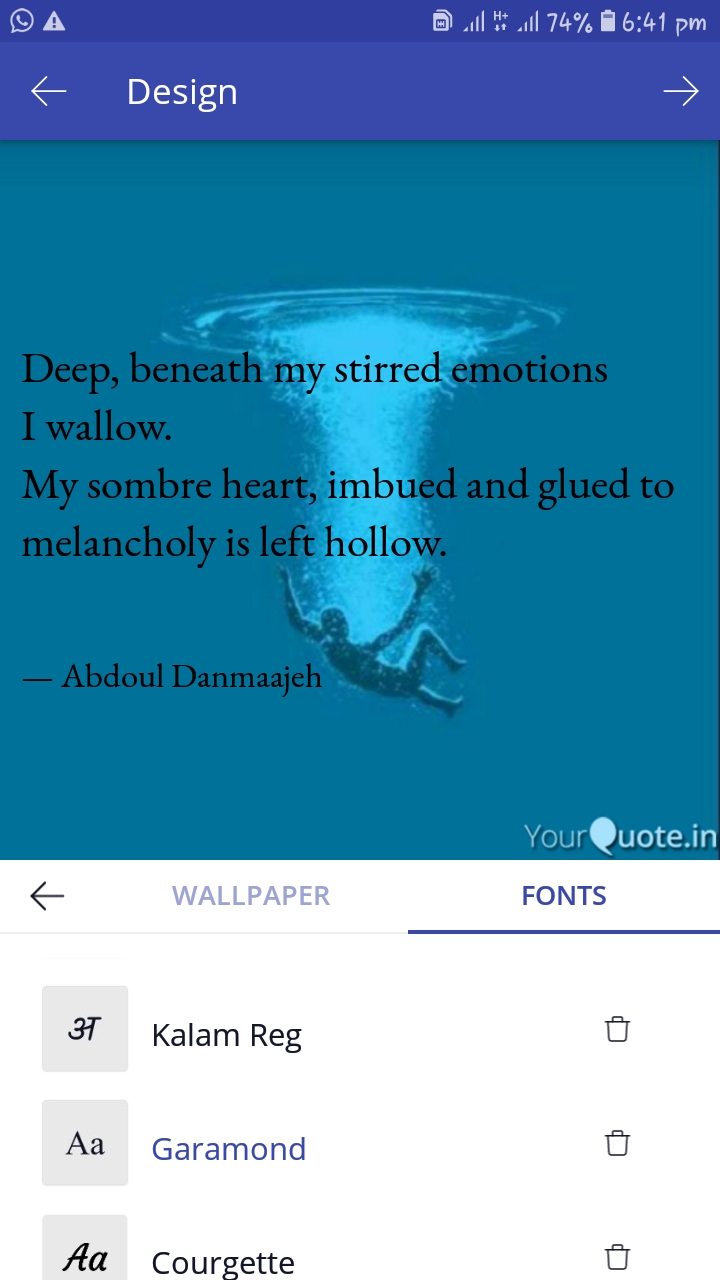 H+ 74% 6:41 pm
Design
Deep, beneath my stirred emotions
I wallow.
My sombre heart, imbued and glued to
melancholy is left hollow.
— Abdoul Danmaajeh
YourQuote.in
WALLPAPER FONTS
अ Kalam Reg
Aa Garamond
Aa Courgette